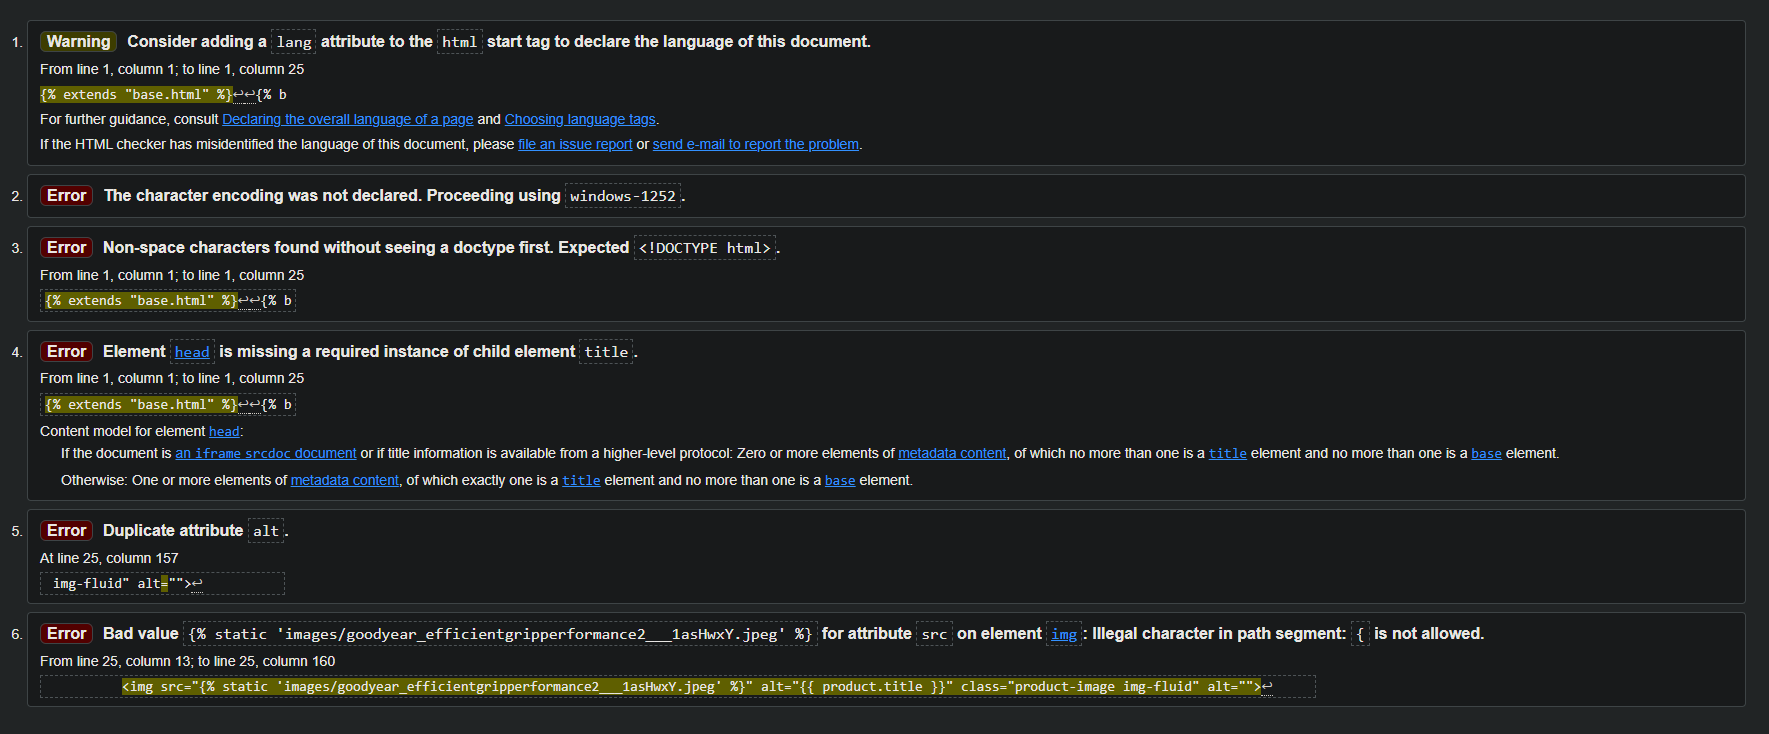 1. Warning Consider adding a lang attribute to the html start tag to declare the language of this document.
From line 1, column 1; to line 1, column 25
{% extends "base.html" %}↩↩{% b
For further guidance, consult Declaring the overall language of a page and Choosing language tags.
If the HTML checker has misidentified the language of this document, please file an issue report or send e-mail to report the problem.
2. Error The character encoding was not declared. Proceeding using windows-1252.
3. Error Non-space characters found without seeing a doctype first. Expected <!DOCTYPE html>.
From line 1, column 1; to line 1, column 25
{% extends "base.html" %}↩↩{% b
4. Error Element head is missing a required instance of child element title.
From line 1, column 1; to line 1, column 25
{% extends "base.html" %}↩↩{% b
Content model for element head:
If the document is an iframe srcdoc document or if title information is available from a higher-level protocol: Zero or more elements of metadata content, of which no more than one is a title element and no more than one is a base element.
Otherwise: One or more elements of metadata content, of which exactly one is a title element and no more than one is a base element.
5. Error Duplicate attribute alt.
At line 25, column 157
img-fluid" alt="">↩
6. Error Bad value {% static 'images/goodyear_efficientgripperformance2___1asHwxY.jpeg' %} for attribute src on element img: Illegal character in path segment: { is not allowed.
From line 25, column 13; to line 25, column 160
<img src="{% static 'images/goodyear_efficientgripperformance2___1asHwxY.jpeg' %}" alt="{{ product.title }}" class="product-image img-fluid" alt="">↩